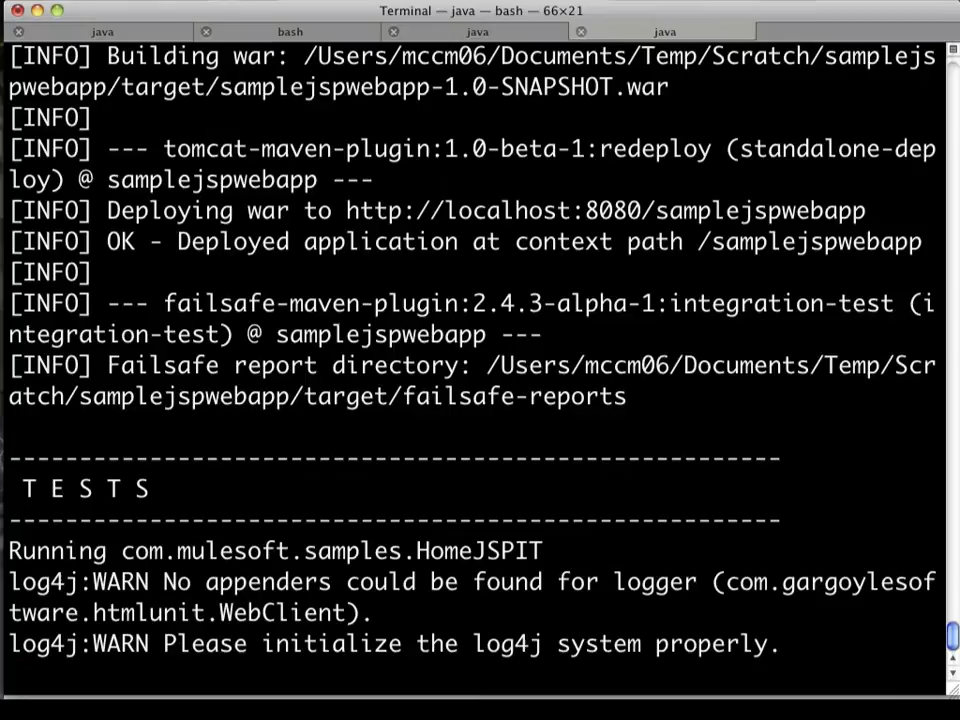 Terminal — java — bash — 66×21
java bash java java
[INFO] Building war: /Users/mccm06/Documents/Temp/Scratch/samplejs
pwebapp/target/samplejspwebapp-1.0-SNAPSHOT.war
[INFO]
[INFO] --- tomcat-maven-plugin:1.0-beta-1:redeploy (standalone-dep
loy) @ samplejspwebapp ---
[INFO] Deploying war to http://localhost:8080/samplejspwebapp
[INFO] OK - Deployed application at context path /samplejspwebapp
[INFO]
[INFO] --- failsafe-maven-plugin:2.4.3-alpha-1:integration-test (i
ntegration-test) @ samplejspwebapp ---
[INFO] Failsafe report directory: /Users/mccm06/Documents/Temp/Scr
atch/samplejspwebapp/target/failsafe-reports
-------------------------------------------------------
T E S T S
-------------------------------------------------------
Running com.mulesoft.samples.HomeJSPIT
log4j:WARN No appenders could be found for logger (com.gargoylesof
tware.htmlunit.WebClient).
log4j:WARN Please initialize the log4j system properly.